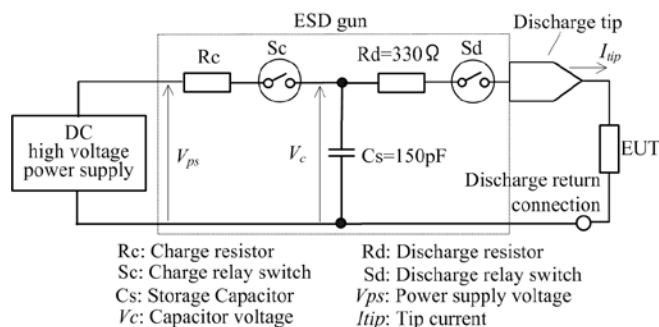 ESD gun
Discharge tip
Rc
Sc
Rd=330Ω
Sd
Itip
DC
high voltage
power supply
Vps
Vc
Cs=150pF
EUT
Discharge return
connection
Rc: Charge resistor
Rd: Discharge resistor
Sc: Charge relay switch
Sd: Discharge relay switch
Cs: Storage Capacitor
Vps: Power supply voltage
Vc: Capacitor voltage
Itip: Tip current